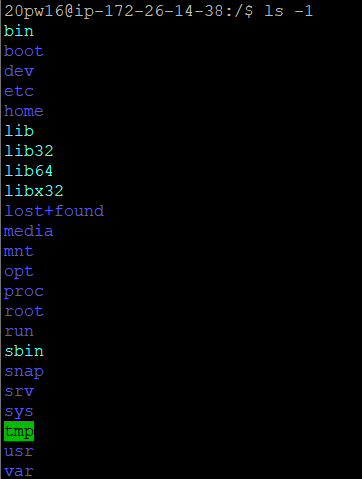 20pw16@ip-172-26-14-38:/$ ls -1
bin
boot
dev
etc
home
lib
lib32
lib64
libx32
lost+found
media
mnt
opt
proc
root
run
sbin
snap
srv
sys
tmp
usr
var